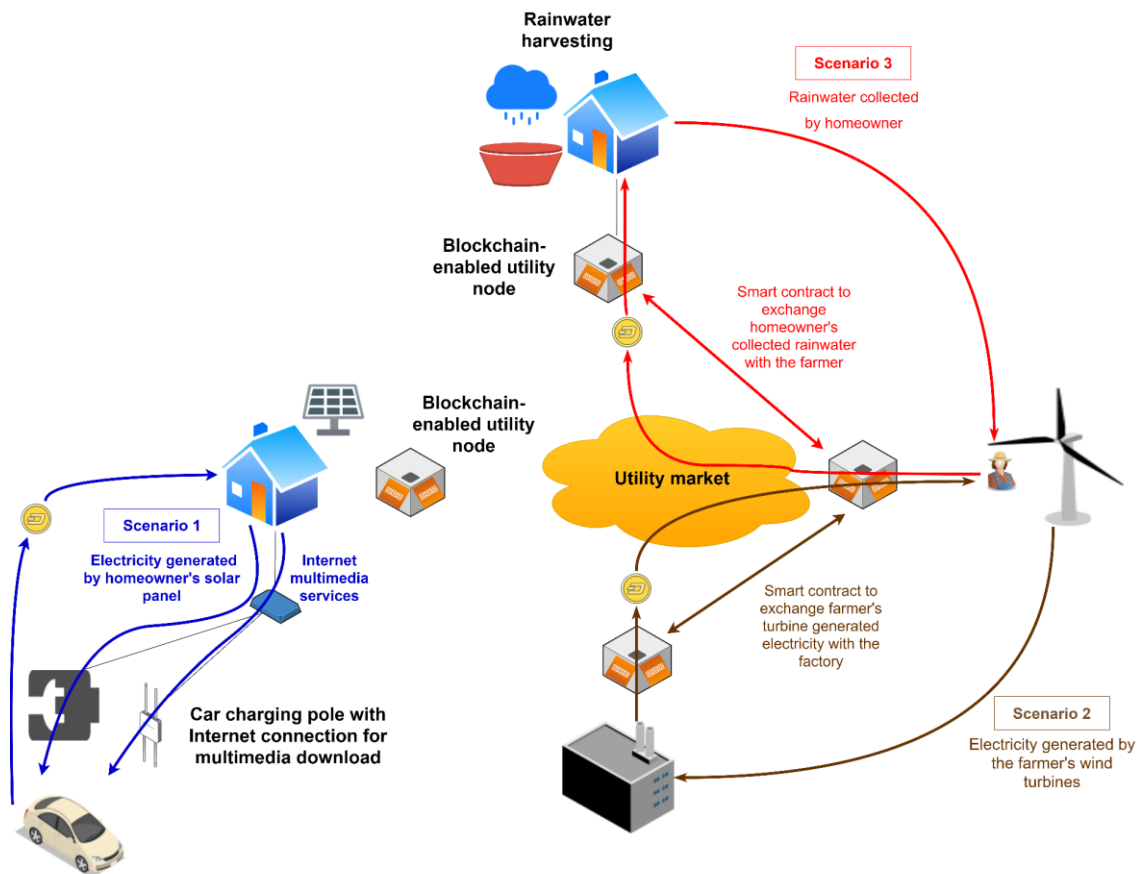 Rainwater
harvesting
Scenario 3
Rainwater collected
by homeowner
Blockchain-
enabled utility
node
Smart contract to
exchange
homeowner's
collected rainwater
with the farmer
Blockchain-enabled utility
node
Utility market
Scenario 1
Electricity generated
by homeowner's solar
panel
Internet
multimedia
services
Smart contract to
exchange farmer's
turbine generated
electricity with the
factory
Car charging pole with
Internet connection for
multimedia download
Scenario 2
Electricity generated by
the farmer's wind
turbines